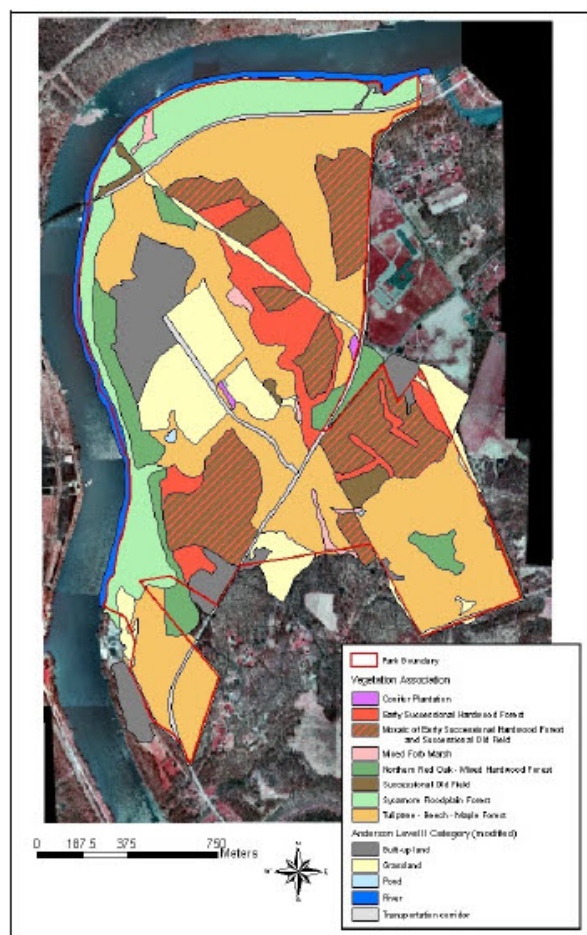 Park Boundary
Vegetation Association
Conifer Plantation
Early Successional Hardwood Forest
Mosaic of Early Successional Hardwood Forest
and Successional Old Field
Mixed Forb Marsh
Northern Red Oak - Mixed Hardwood Forest
Successional Old Field
Sycamore Floodplain Forest
Tuliptree - Beech - Maple Forest
Anderson Level II Category (modified)
Built-up land
Grassland
Pond
River
Transportation corridor
0 187.5 375 750
Meters
N
W E
S